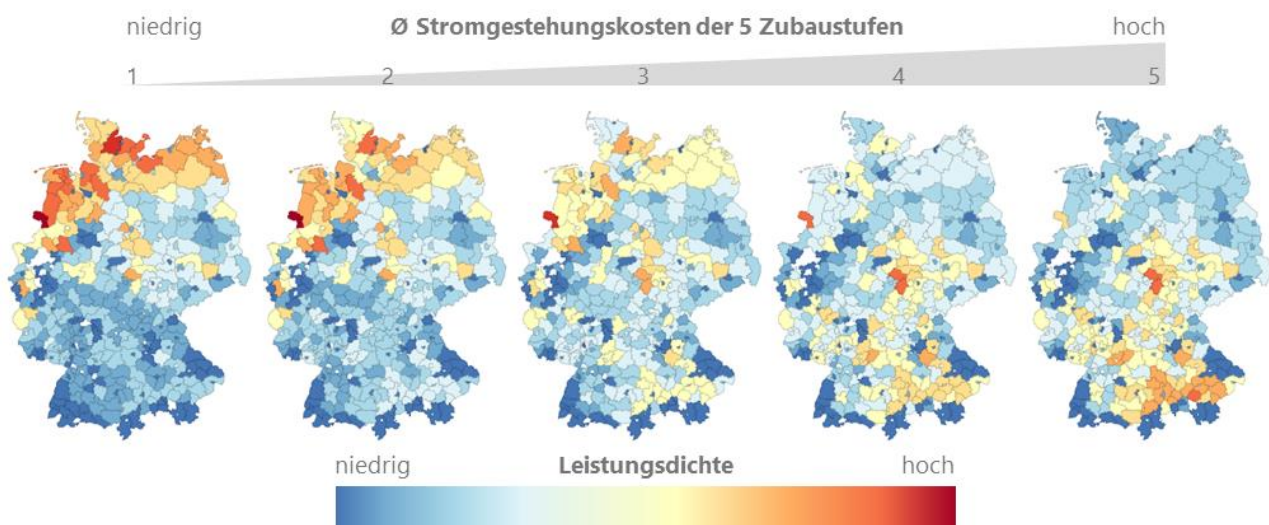 niedrig Ø Stromgestehungskosten der 5 Zubaustufen hoch
1 2 3 4 5
niedrig Leistungsdichte hoch